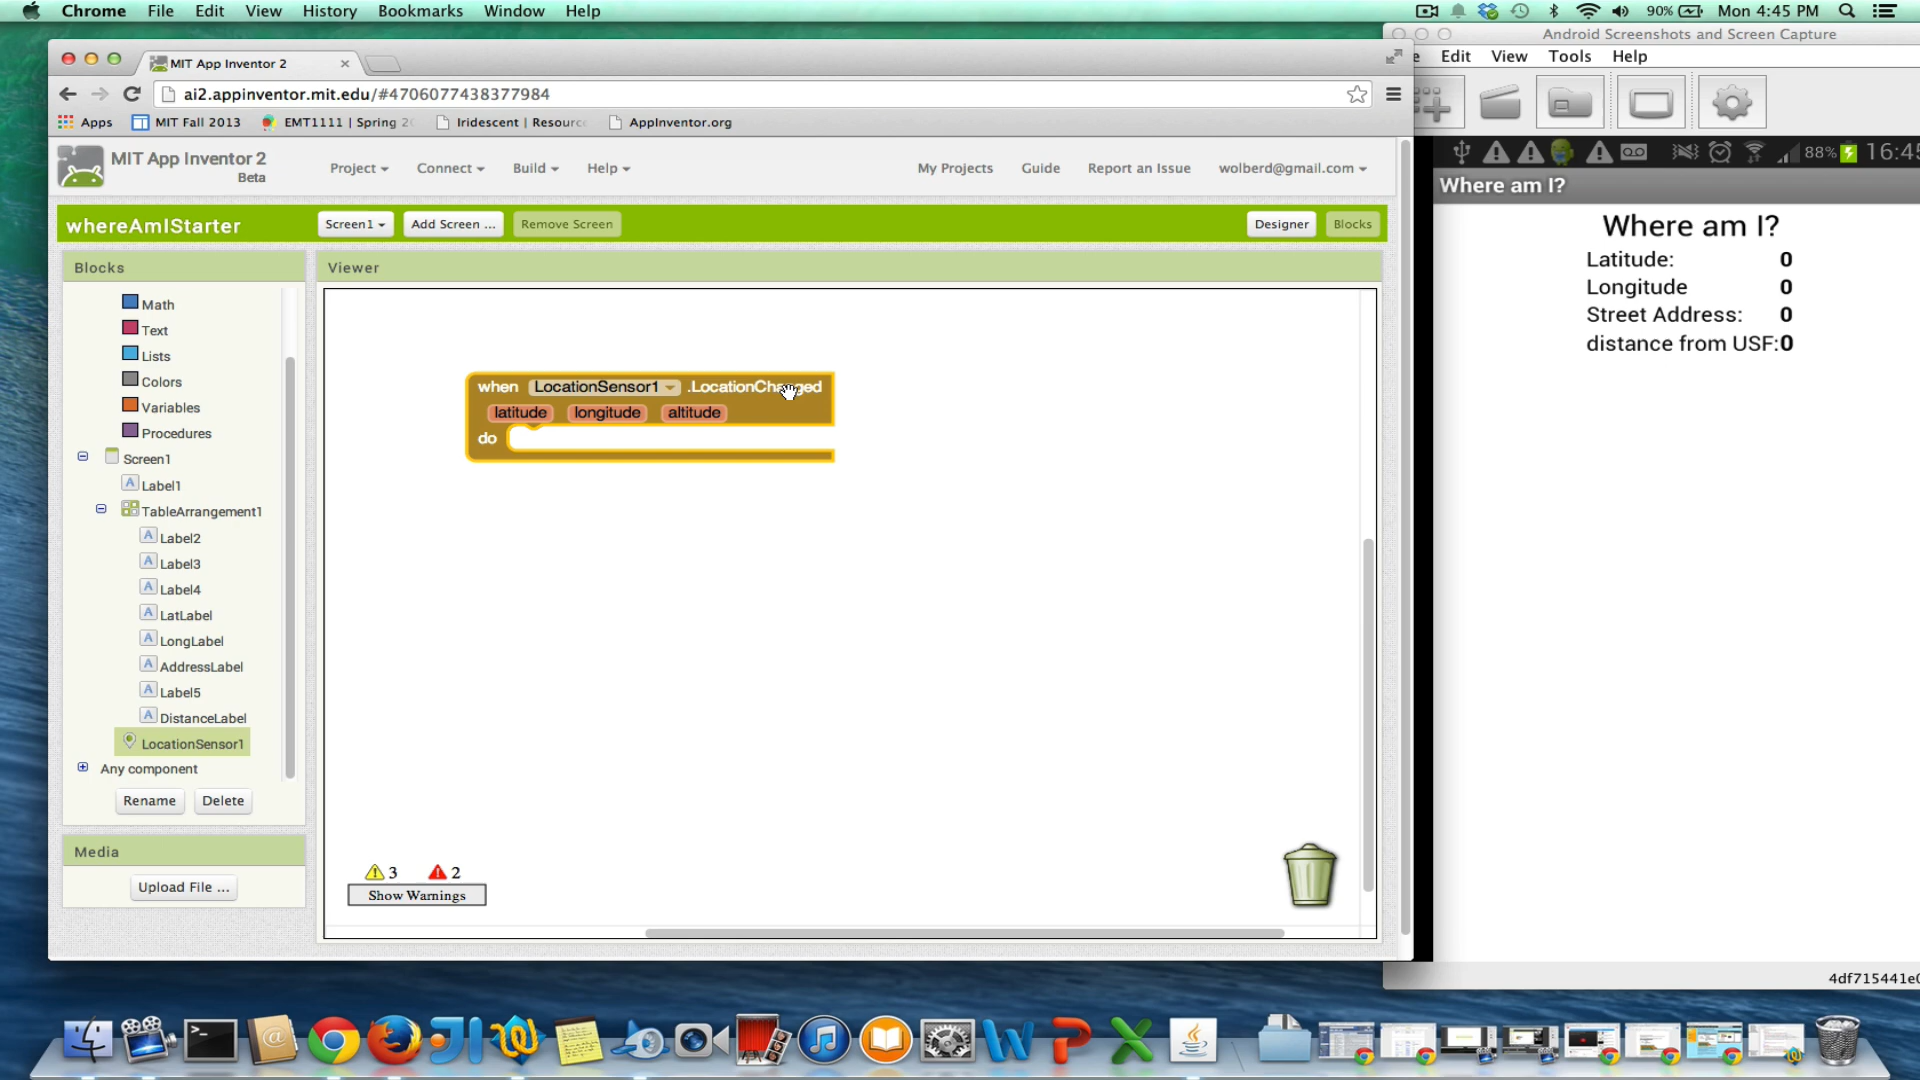 Chrome File Edit View History Bookmarks Window Help
90% Mon 4:45 PM
Android Screenshots and Screen Capture
Edit View Tools Help
MIT App Inventor 2
ai2.appinventor.mit.edu/#4706077438377984
Apps MIT Fall 2013 EMT1111 | Spring 2 Iridescent | Resourc AppInventor.org
MIT App Inventor 2
Beta
Project Connect Build Help
My Projects Guide Report an Issue wolberd@gmail.com
whereAmIStarter
Screen1 Add Screen ... Remove Screen
Designer Blocks
Blocks
Viewer
Math
Text
Lists
Colors
Variables
Procedures
Screen1
Label1
TableArrangement1
Label2
Label3
Label4
LatLabel
LongLabel
AddressLabel
Label5
DistanceLabel
LocationSensor1
Any component
Rename Delete
Media
Upload File ...
when LocationSensor1 .LocationChanged
latitude longitude altitude
do
3 2
Show Warnings
88% 16:45
Where am I?
Where am I?
Latitude: 0
Longitude 0
Street Address: 0
distance from USF:0
4df715441e